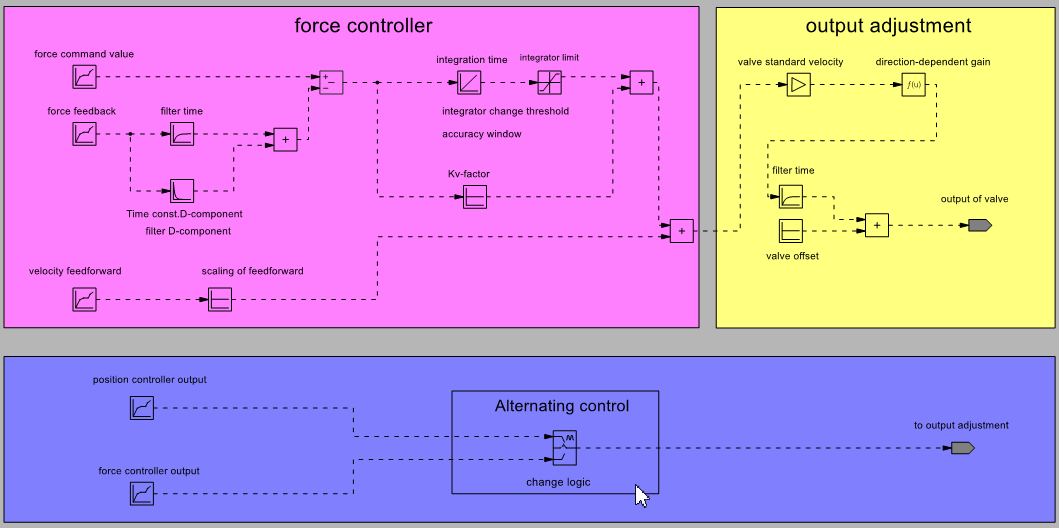 force controller
output adjustment
force command value
integration time
integrator limit
valve standard velocity
direction-dependent gain
+
−
−
+
f(u)
force feedback
filter time
integrator change threshold
accuracy window
+
Kv-factor
filter time
Time const.D-component
filter D-component
output of valve
+
+
valve offset
velocity feedforward
scaling of feedforward
position controller output
Alternating control
to output adjustment
force controller output
change logic